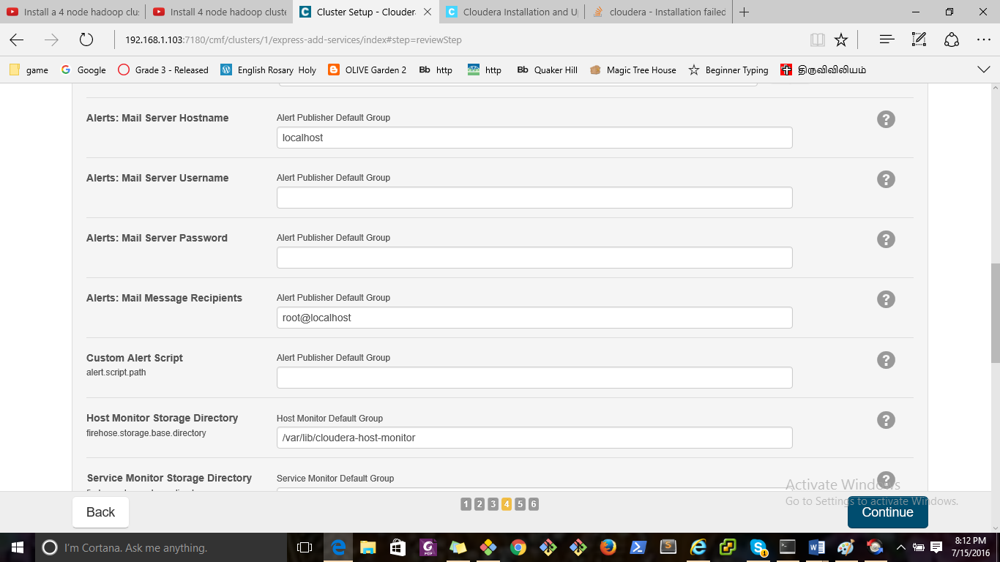 Install a 4 node hadoop clus
Install 4 node hadoop cluste
Cluster Setup - Clouder
Cloudera Installation and U
cloudera - Installation failed
192.168.1.103:7180/cmf/clusters/1/express-add-services/index#step=reviewStep
game
Google
Grade 3 - Released
English Rosary Holy
OLIVE Garden 2
Bb http
http
Bb Quaker Hill
Magic Tree House
Beginner Typing
திருவிவிலியம்
Alerts: Mail Server Hostname
Alert Publisher Default Group
localhost
?
Alerts: Mail Server Username
Alert Publisher Default Group
?
Alerts: Mail Server Password
Alert Publisher Default Group
?
Alerts: Mail Message Recipients
Alert Publisher Default Group
root@localhost
?
Custom Alert Script
alert.script.path
Alert Publisher Default Group
?
Host Monitor Storage Directory
firehose.storage.base.directory
Host Monitor Default Group
/var/lib/cloudera-host-monitor
?
Service Monitor Storage Directory
Service Monitor Default Group
?
Activate Windows
Go to Settings to activate Windows.
Back
1 2 3 4 5 6
Continue
I'm Cortana. Ask me anything.
8:12 PM
7/15/2016